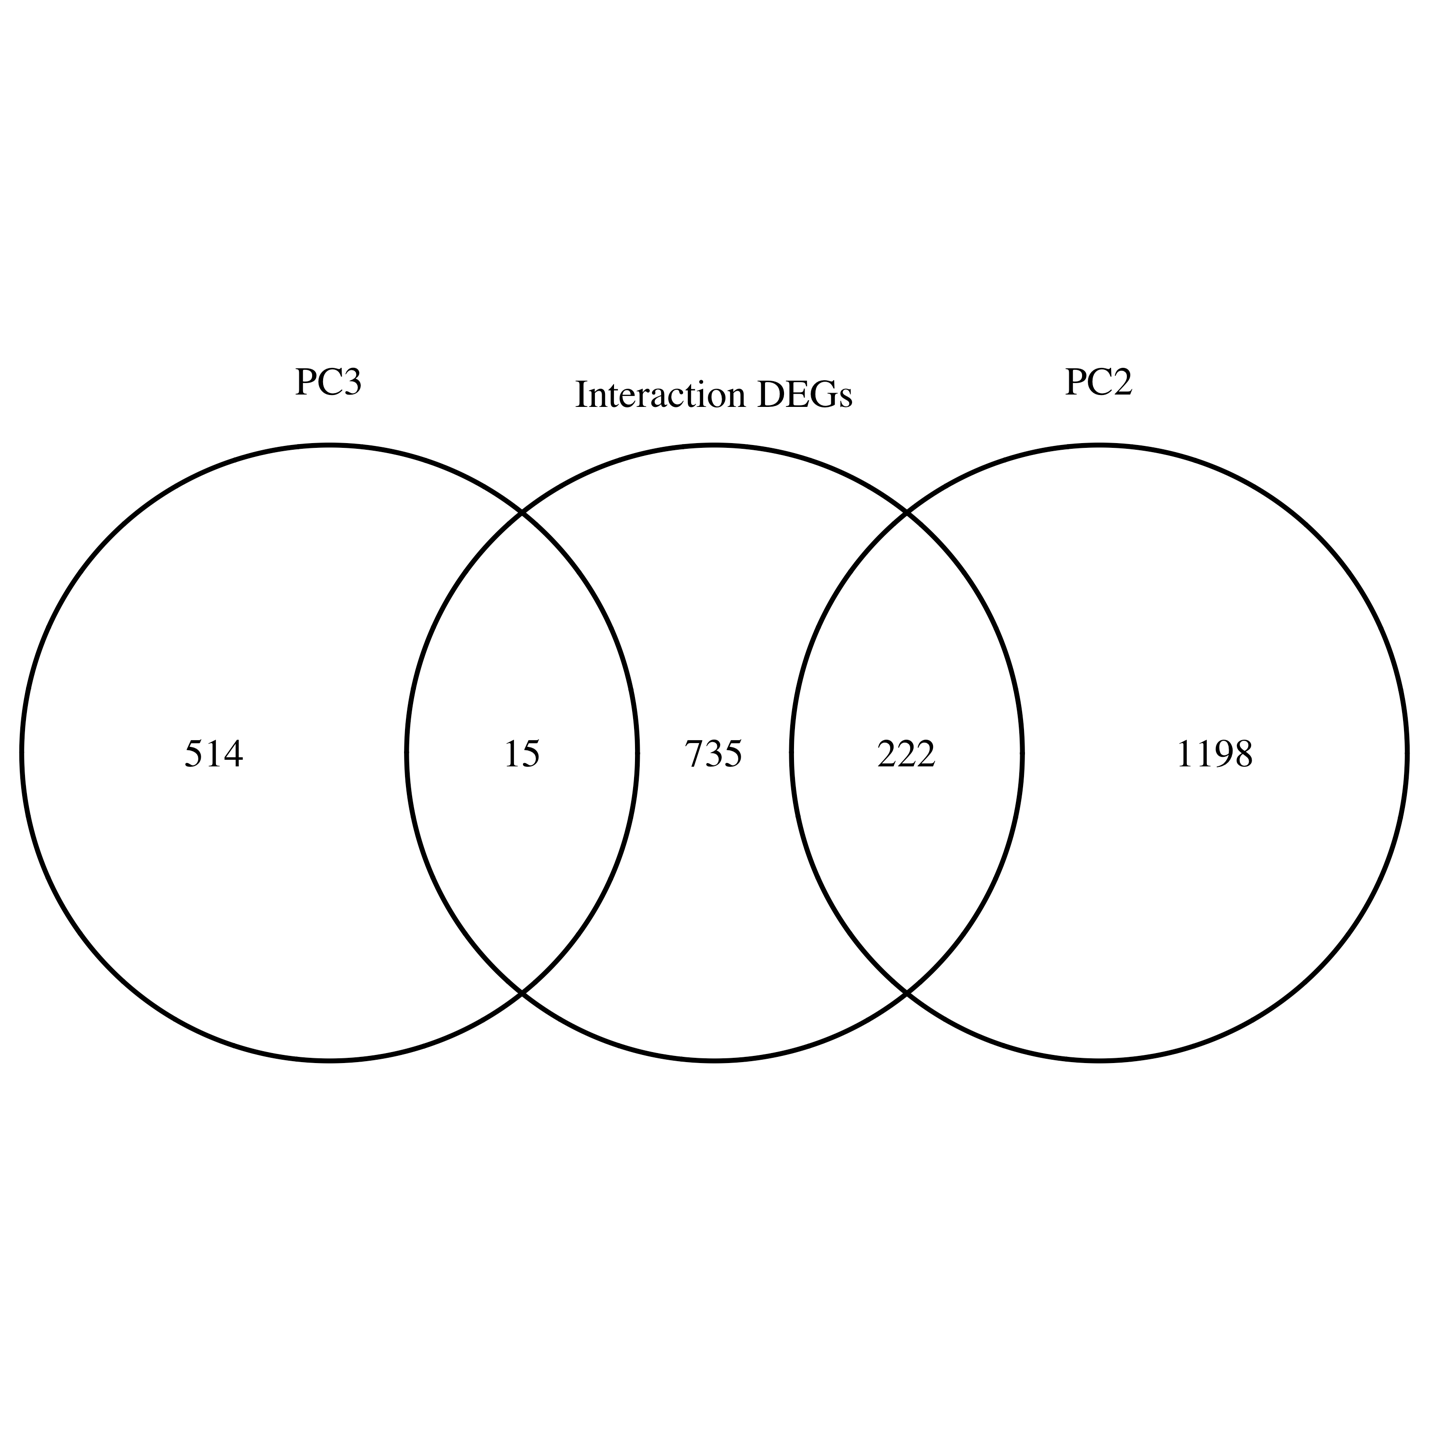 PC3
Interaction DEGs
PC2
514
15
735
222
1198